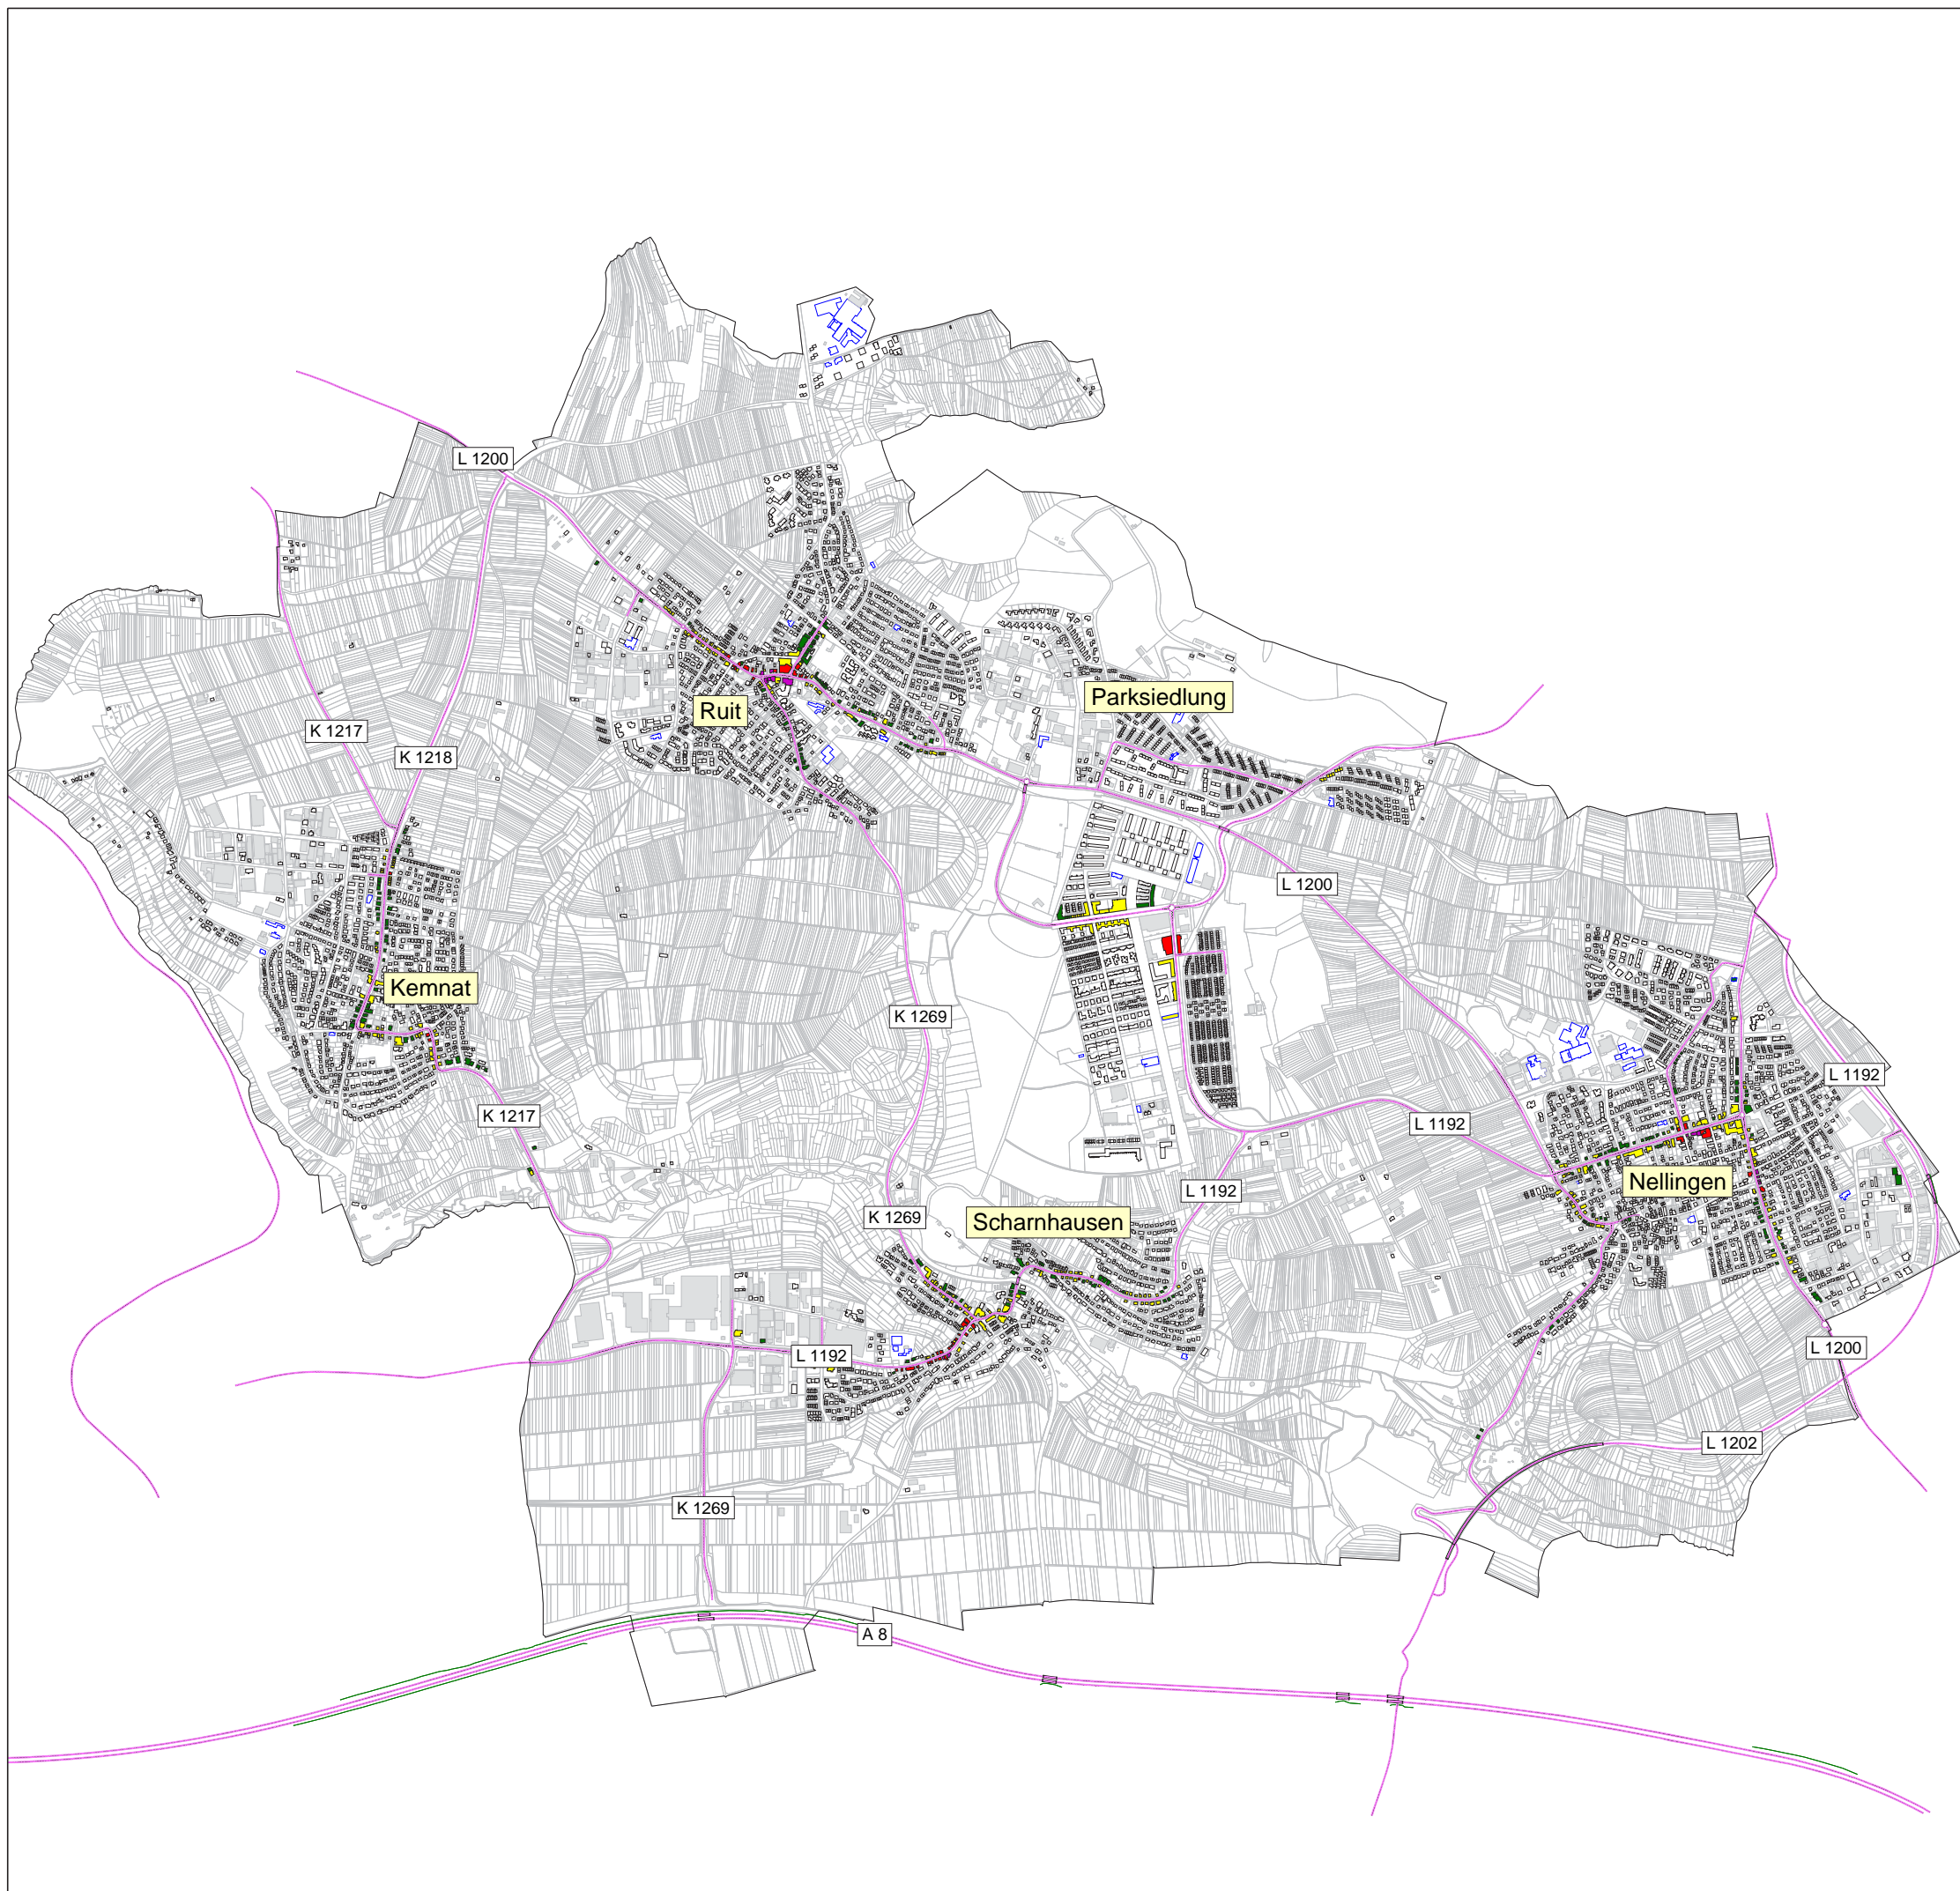 L 1200
Parksiedlung
Ruit
K 1217
K 1218
L 1200
Kemnat
K 1269
L 1192
K 1217
L 1192
Nellingen
L 1192
K 1269
Scharnhausen
L 1200
L 1192
L 1202
K 1269
A 8